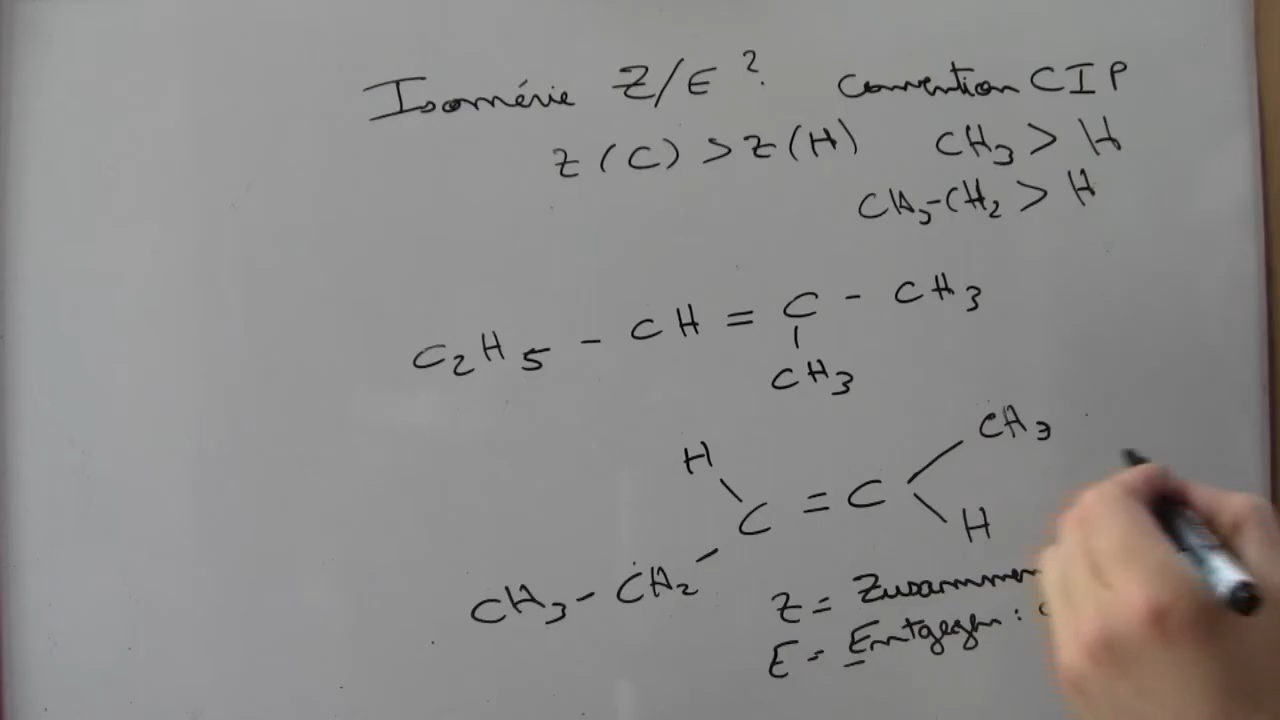 Isomérie Z/E ? Convention CIP
Z(C) > Z(H) CH3 > H
CH3-CH2 > H
C2H5 - CH = C - CH3
CH3
H CH3
C = C
CH3 - CH2 H
Z = Zusammen
E = Entgegen :